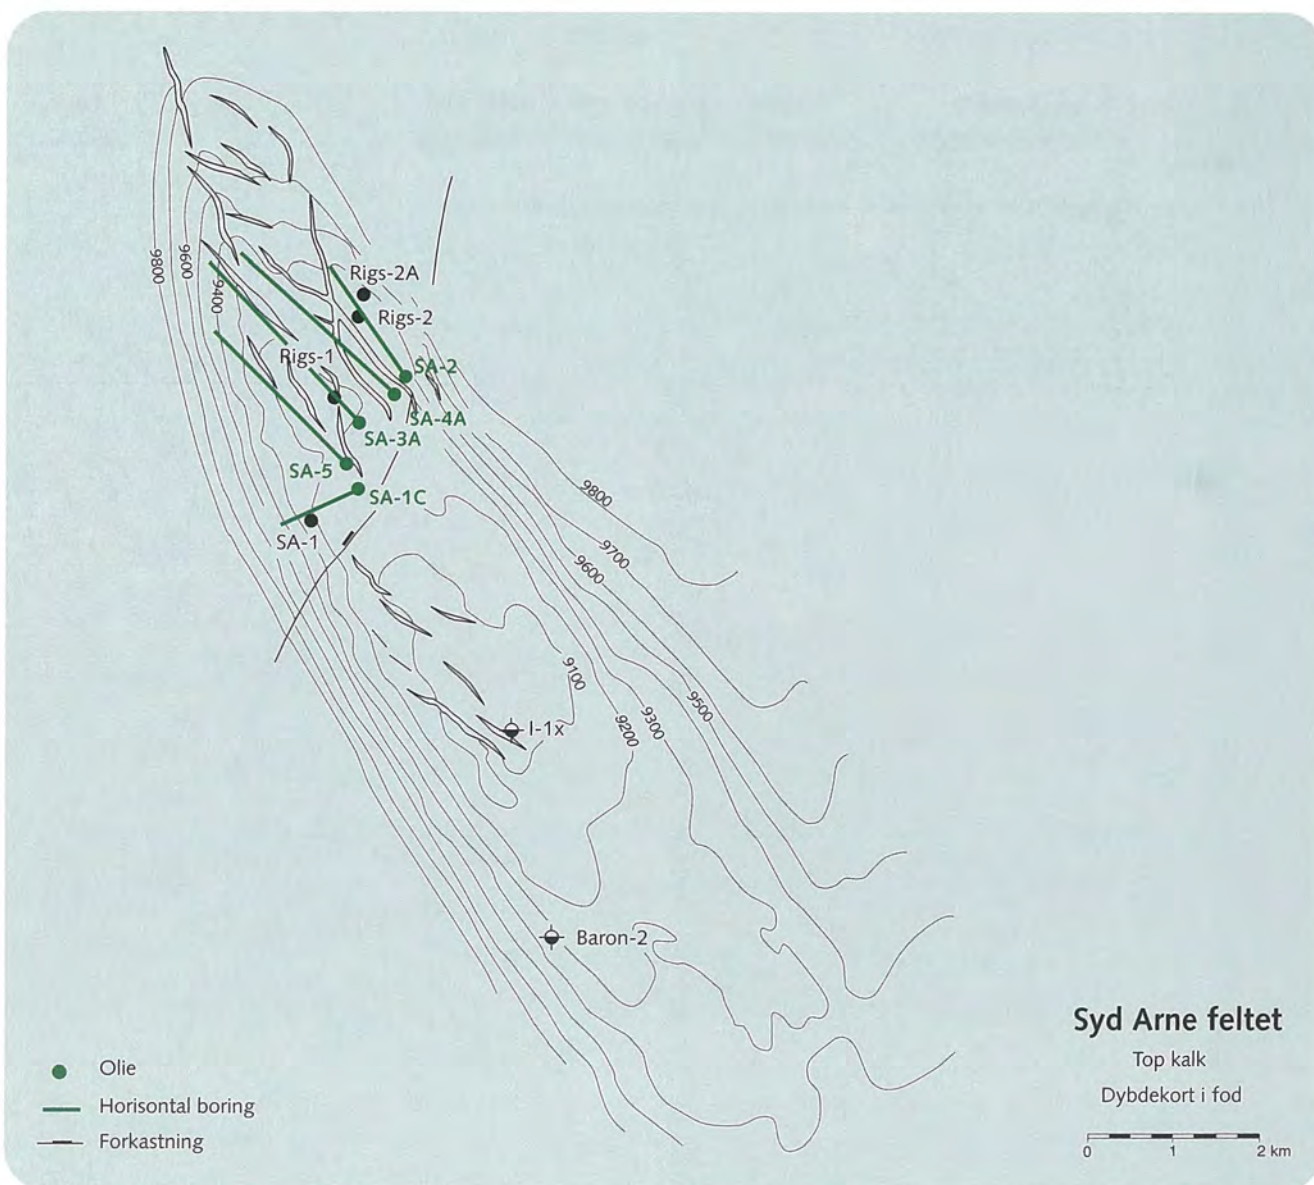 9800
9600
9400
Rigs-2A
Rigs-2
Rigs-1
SA-2
SA-4A
SA-3A
SA-5
SA-1C
SA-1
9800
9700
9600
9100
9500
9300
9200
I-1x
Baron-2
Syd Arne feltet
Top kalk
Dybdekort i fod
0 1 2 km
Olie
Horisontal boring
Forkastning